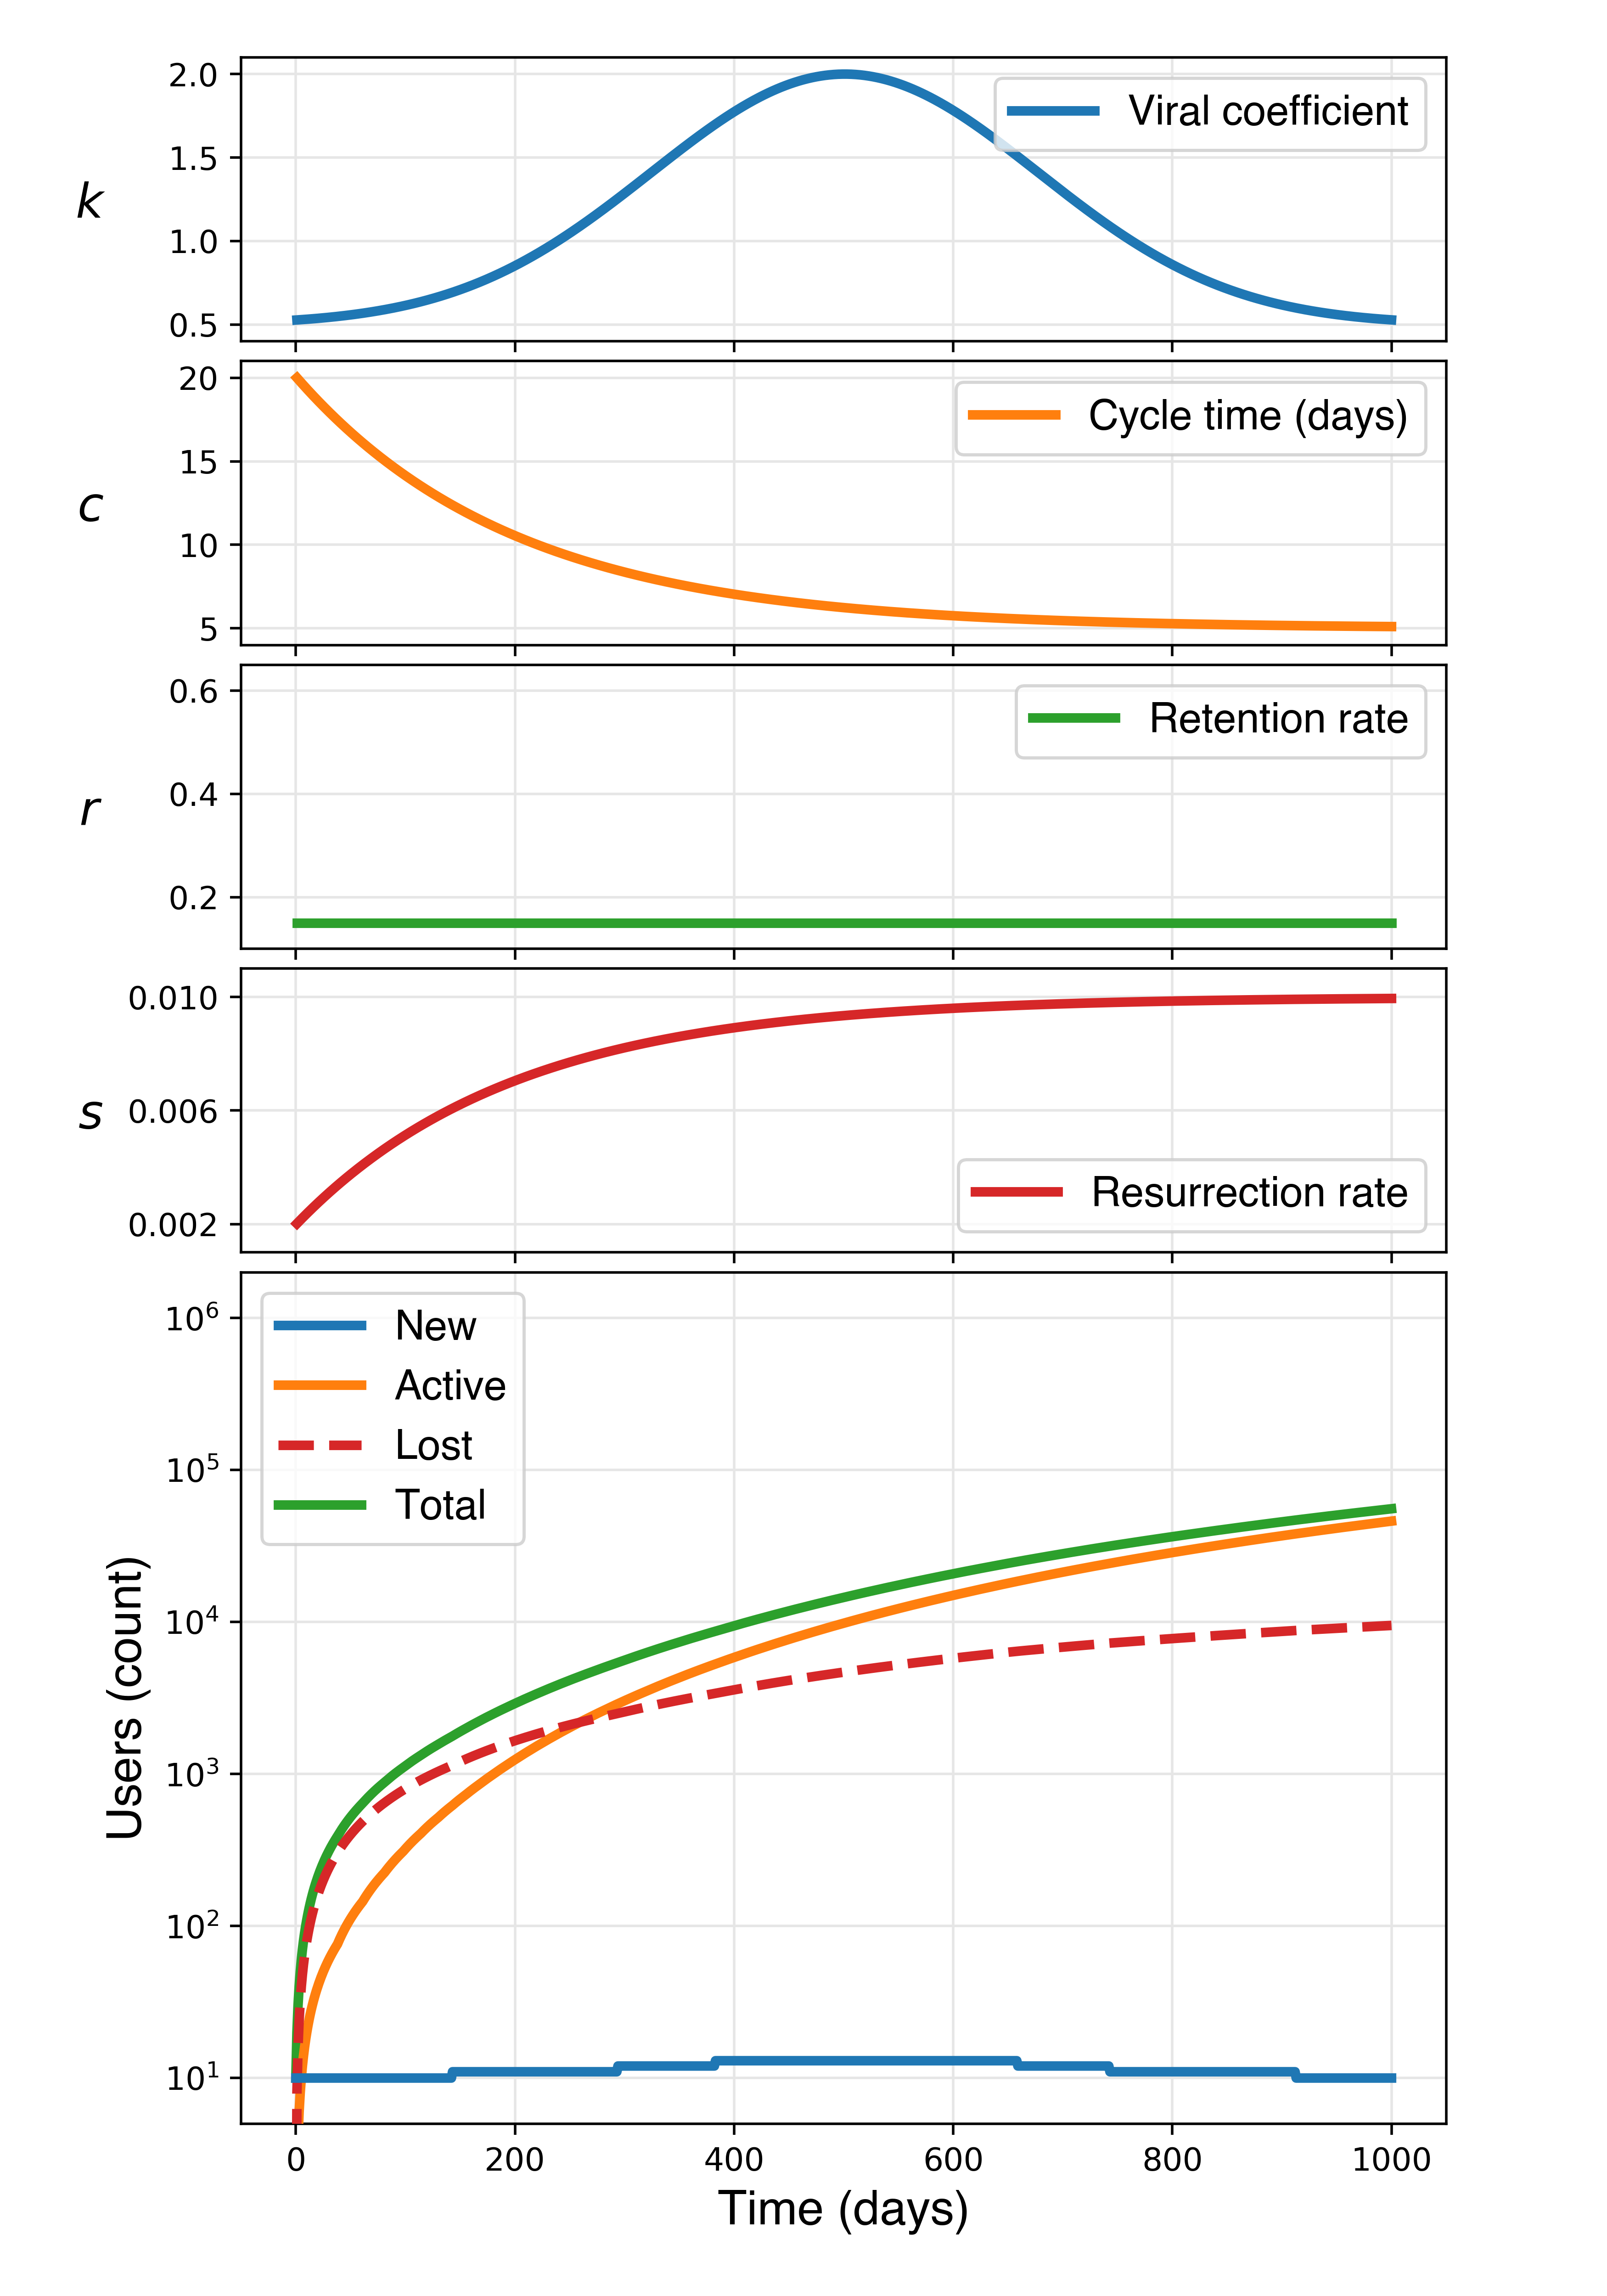 2.0
1.5
1.0
0.5
k
Viral coefficient
20
15
10
5
c
Cycle time (days)
0.6
0.4
0.2
r
Retention rate
0.010
0.006
0.002
s
Resurrection rate
10⁶
10⁵
10⁴
10³
10²
10¹
Users (count)
New
Active
Lost
Total
0 200 400 600 800 1000
Time (days)